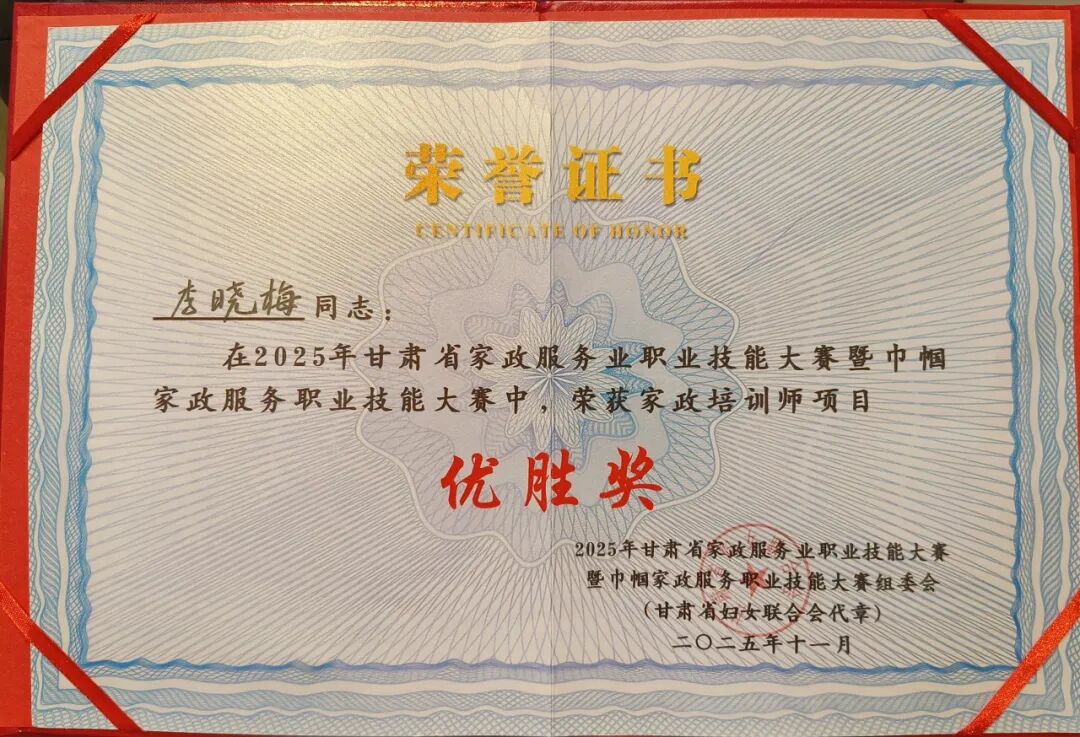 荣誉证书
CERTIFICATE OF HONOR
李晓梅同志：
在2025年甘肃省家政服务业职业技能大赛暨巾帼
家政服务职业技能大赛中，荣获家政培训师项目
优胜奖
2025年甘肃省家政服务业职业技能大赛
暨巾帼家政服务职业技能大赛组委会
（甘肃省妇女联合会代章）
二〇二五年十一月